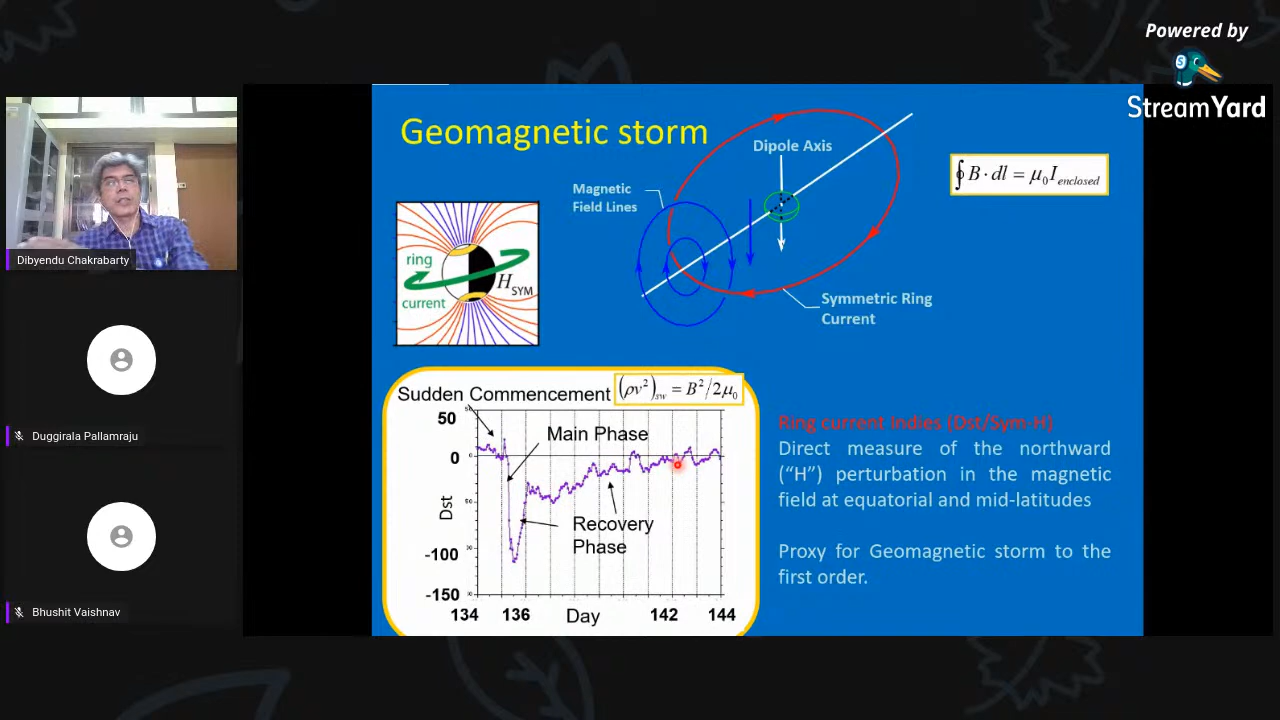 Powered by
StreamYard
Dibyendu Chakrabarty
Duggirala Pallamraju
Bhushit Vaishnav
Geomagnetic storm
Dipole Axis
Magnetic
Field Lines
∮ B · dl = μ₀I_enclosed
ring
current
H_SYM
Symmetric Ring
Current
Sudden Commencement
(ρv²)_sw = B²/2μ₀
50
Main Phase
0
Dst
Recovery
Phase
-100
-150
134 136 Day 142 144
Ring current Indies (Dst/Sym-H)
Direct measure of the northward
(“H”) perturbation in the magnetic
field at equatorial and mid-latitudes
Proxy for Geomagnetic storm to the
first order.